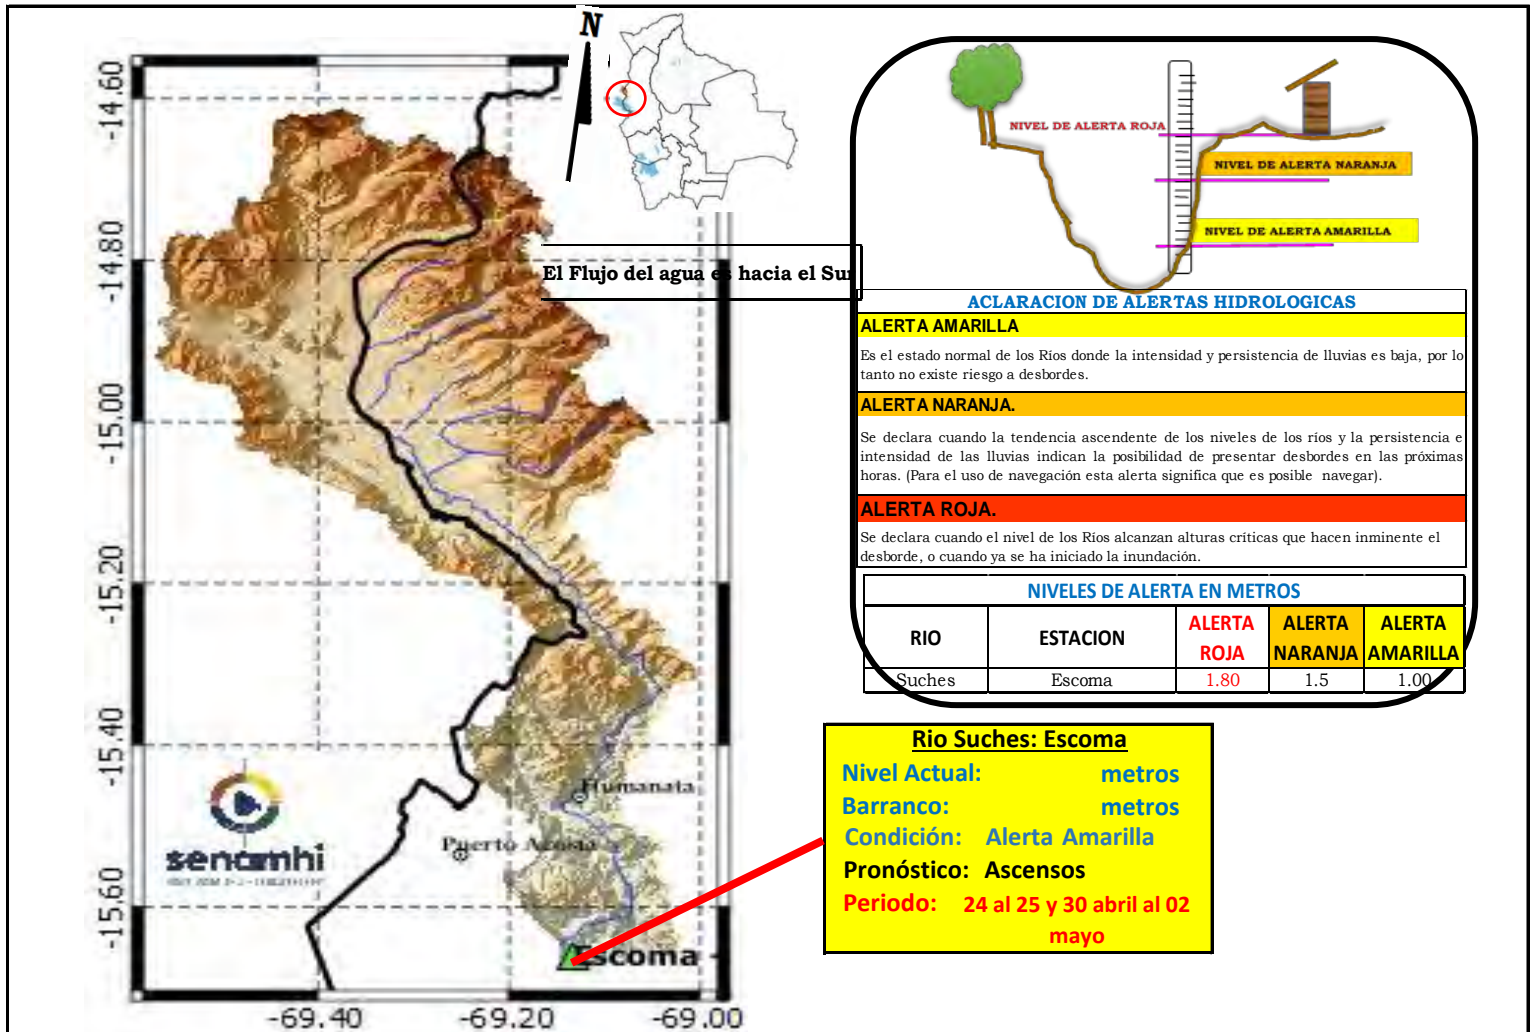 N
-14.60
-14.80
-15.00
-15.20
-15.40
-15.60
-69.40
-69.20
-69.00
El Flujo del agua es hacia el Sur
Humanata
Puerto Acosta
Escoma
senamhi
NIVEL DE ALERTA ROJA
NIVEL DE ALERTA NARANJA
NIVEL DE ALERTA AMARILLA
ACLARACION DE ALERTAS HIDROLOGICAS
ALERTA AMARILLA
Es el estado normal de los Ríos donde la intensidad y persistencia de lluvias es baja, por lo
tanto no existe riesgo a desbordes.
ALERTA NARANJA.
Se declara cuando la tendencia ascendente de los niveles de los ríos y la persistencia e
intensidad de las lluvias indican la posibilidad de presentar desbordes en las próximas
horas. (Para el uso de navegación esta alerta significa que es posible navegar).
ALERTA ROJA.
Se declara cuando el nivel de los Ríos alcanzan alturas críticas que hacen inminente el
desborde, o cuando ya se ha iniciado la inundación.
NIVELES DE ALERTA EN METROS
RIO ESTACION ALERTA ROJA ALERTA NARANJA ALERTA AMARILLA
Suches Escoma 1.80 1.5 1.00
Rio Suches: Escoma
Nivel Actual: metros
Barranco: metros
Condición: Alerta Amarilla
Pronóstico: Ascensos
Periodo: 24 al 25 y 30 abril al 02
mayo